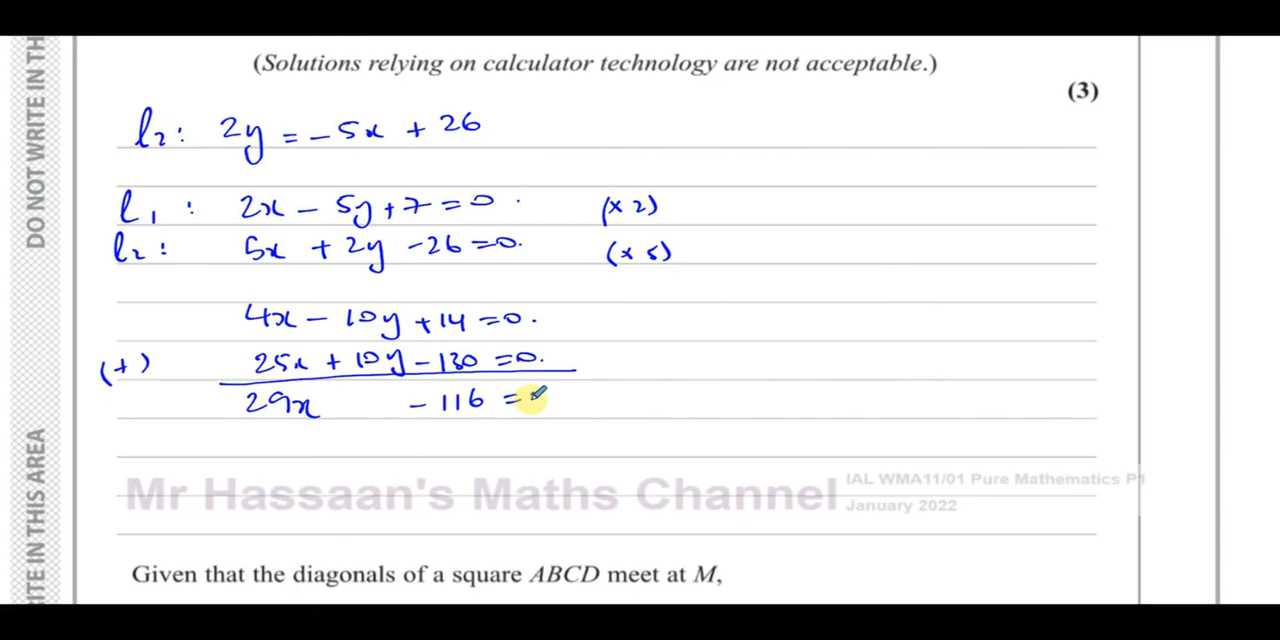 (Solutions relying on calculator technology are not acceptable.)
(3)
l₂: 2y = -5x + 26
l₁: 2x - 5y + 7 = 0. (× 2)
l₂: 5x + 2y - 26 = 0. (× 5)
4x - 10y + 14 = 0.
(+) 25x + 10y - 130 = 0.
29x - 116 =
Mr Hassaan's Maths Channel
IAL WMA11/01 Pure Mathematics P1
January 2022
Given that the diagonals of a square ABCD meet at M,
DO NOT WRITE IN TH
RITE IN THIS AREA